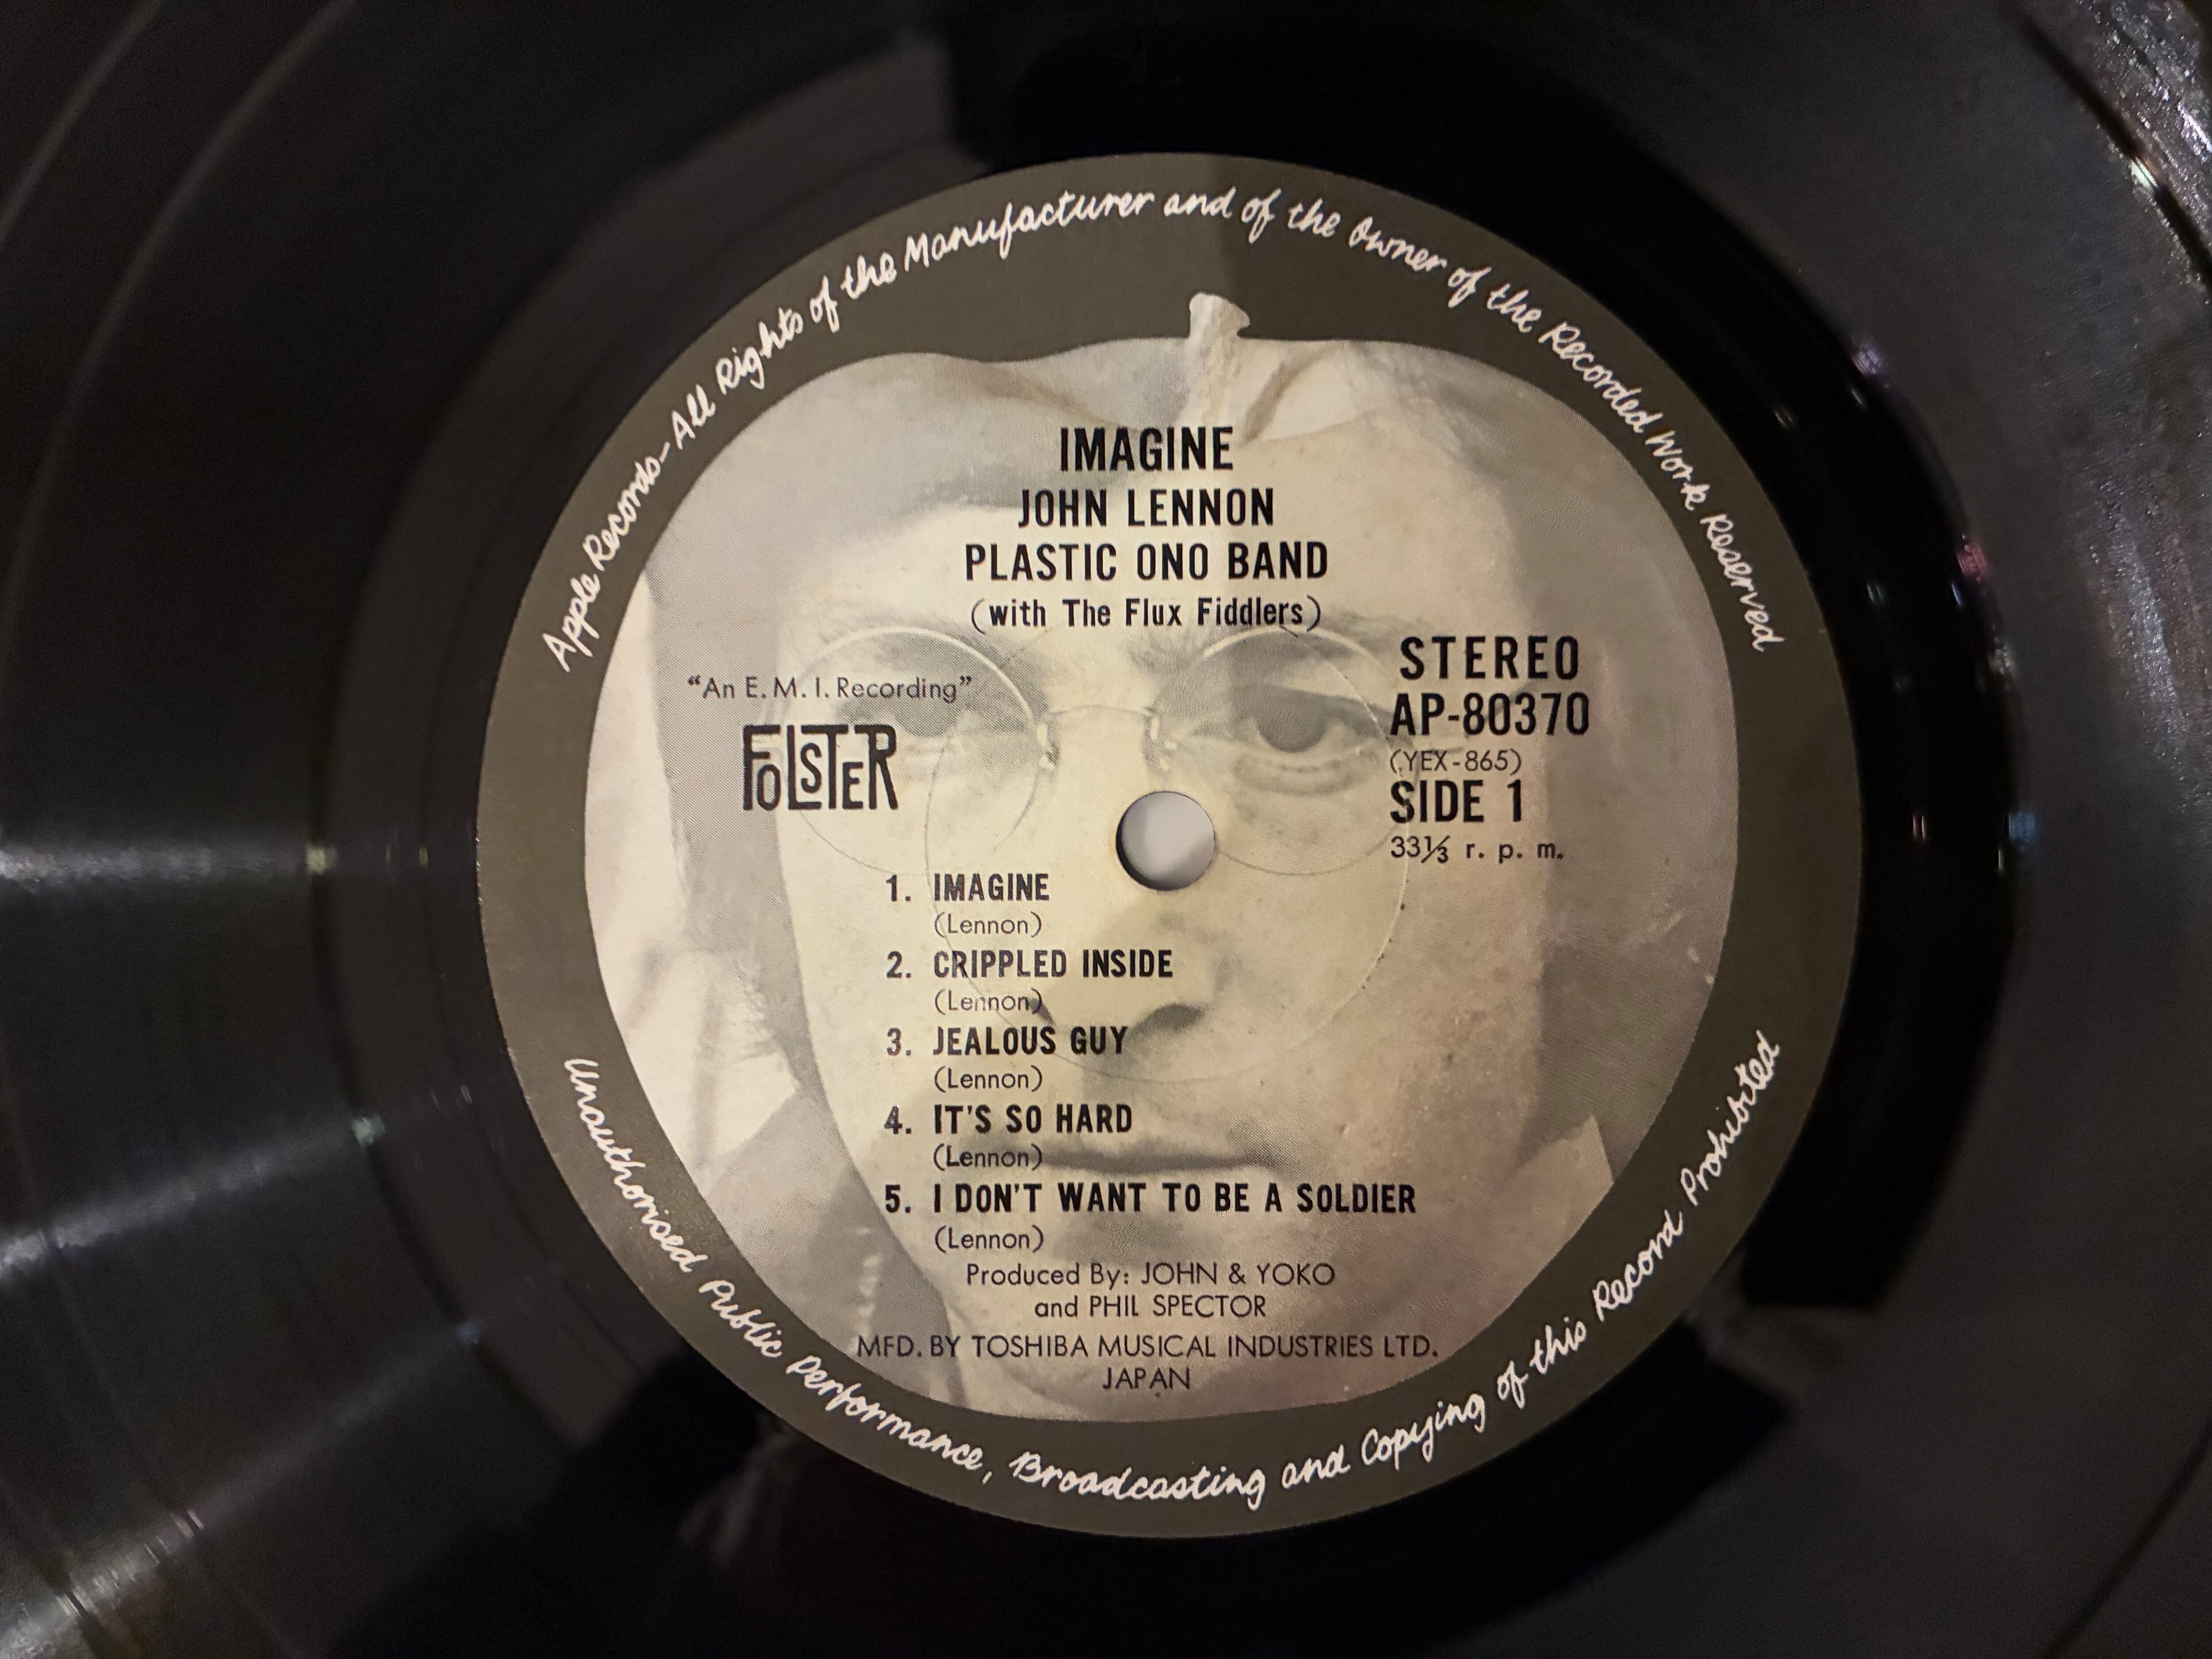 Apple Records-All Rights of the Manufacturer and of the Owner of the Recorded Work Reserved
IMAGINE
JOHN LENNON
PLASTIC ONO BAND
(with The Flux Fiddlers)
"An E.M.I. Recording"
FOLSTER
STEREO
AP-80370
(YEX-865)
SIDE 1
33⅓ r. p. m.
1. IMAGINE
(Lennon)
2. CRIPPLED INSIDE
(Lennon)
3. JEALOUS GUY
(Lennon)
4. IT'S SO HARD
(Lennon)
5. I DON'T WANT TO BE A SOLDIER
(Lennon)
Produced By: JOHN & YOKO
and PHIL SPECTOR
MFD. BY TOSHIBA MUSICAL INDUSTRIES LTD.
JAPAN
Unauthorised Public Performance, Broadcasting and Copying of this Record Prohibited